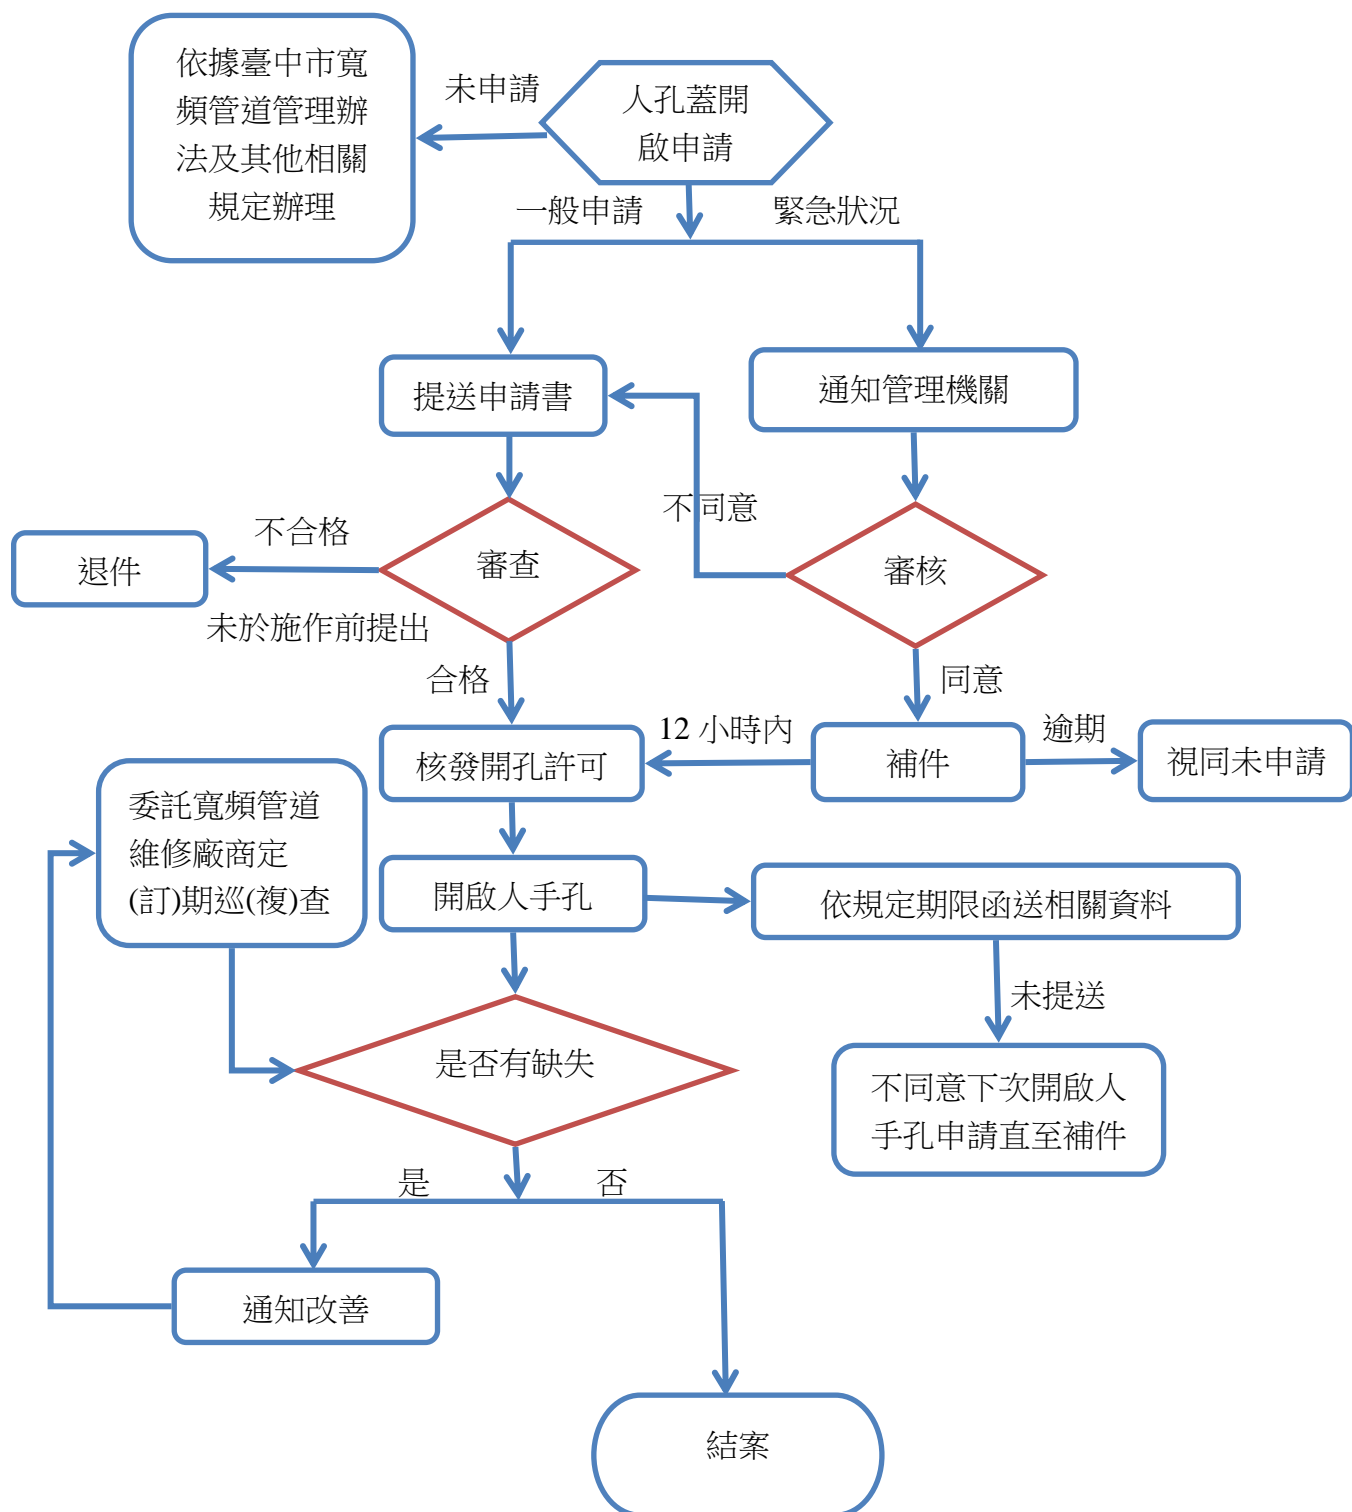 依據臺中市寬
頻管道管理辦
法及其他相關
規定辦理
未申請
人孔蓋開
啟申請
一般申請
緊急狀況
提送申請書
通知管理機關
不同意
不合格
退件
審查
審核
未於施作前提出
合格
同意
12 小時內
逾期
核發開孔許可
補件
視同未申請
委託寬頻管道
維修廠商定
(訂)期巡(複)查
開啟人手孔
依規定期限函送相關資料
未提送
是否有缺失
不同意下次開啟人
手孔申請直至補件
是
否
通知改善
結案